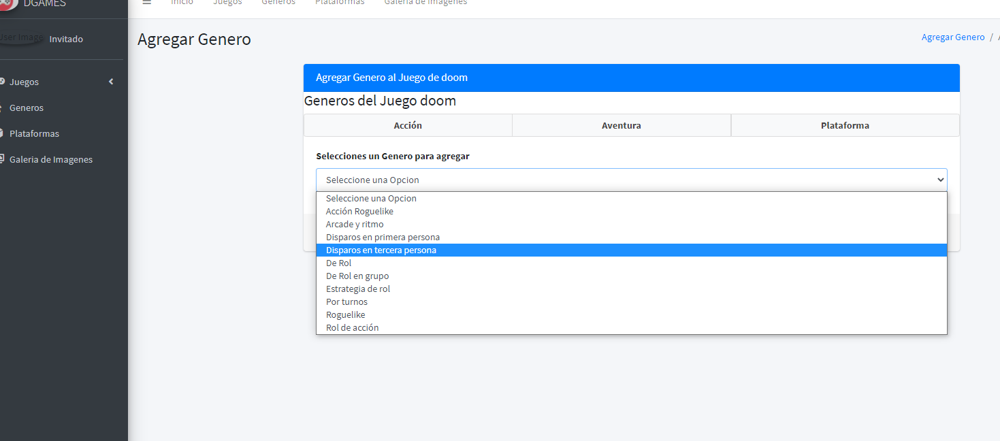 DGAMES
Inicio Juegos Generos Plataformas Galeria de Imagenes
User Image Invitado
Juegos
Generos
Plataformas
Galeria de Imagenes
Agregar Genero
Agregar Genero /
Agregar Genero al Juego de doom
Generos del Juego doom
Acción Aventura Plataforma
Selecciones un Genero para agregar
Seleccione una Opcion
Seleccione una Opcion
Acción Roguelike
Arcade y ritmo
Disparos en primera persona
Disparos en tercera persona
De Rol
De Rol en grupo
Estrategia de rol
Por turnos
Roguelike
Rol de acción